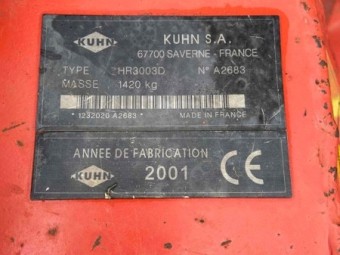 KUHN
KUHN S.A.
67700 SAVERNE - FRANCE
TYPE HR3003D N° A2683
MASSE 1420 kg
* 1232020 A2683 * MADE IN FRANCE
ANNEE DE FABRICATION
KUHN 2001 CE